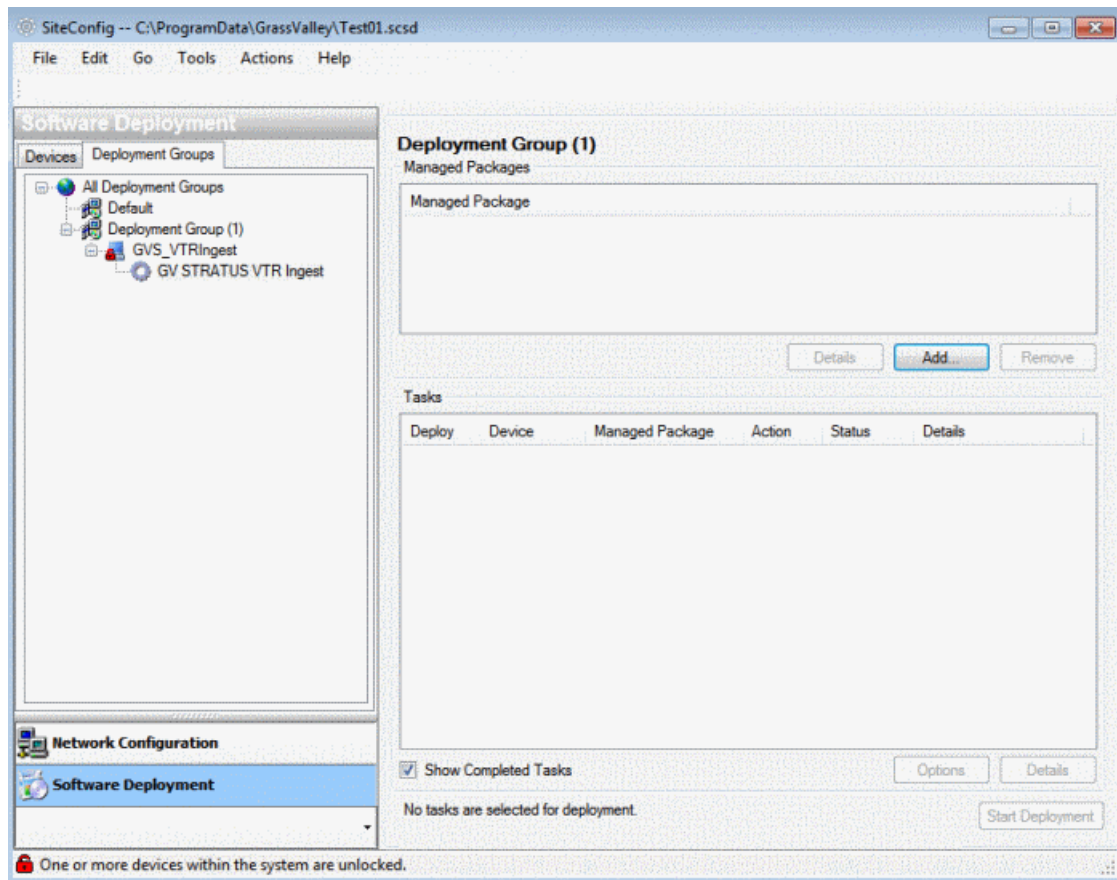 SiteConfig -- C:\ProgramData\GrassValley\Test01.scsd
File Edit Go Tools Actions Help
Software Deployment
Devices Deployment Groups
All Deployment Groups
Default
Deployment Group (1)
GVS_VTRIngest
GV STRATUS VTR Ingest
Network Configuration
Software Deployment
Deployment Group (1)
Managed Packages
Managed Package
Details Add... Remove
Tasks
Deploy Device Managed Package Action Status Details
Show Completed Tasks
Options Details
No tasks are selected for deployment.
Start Deployment
One or more devices within the system are unlocked.